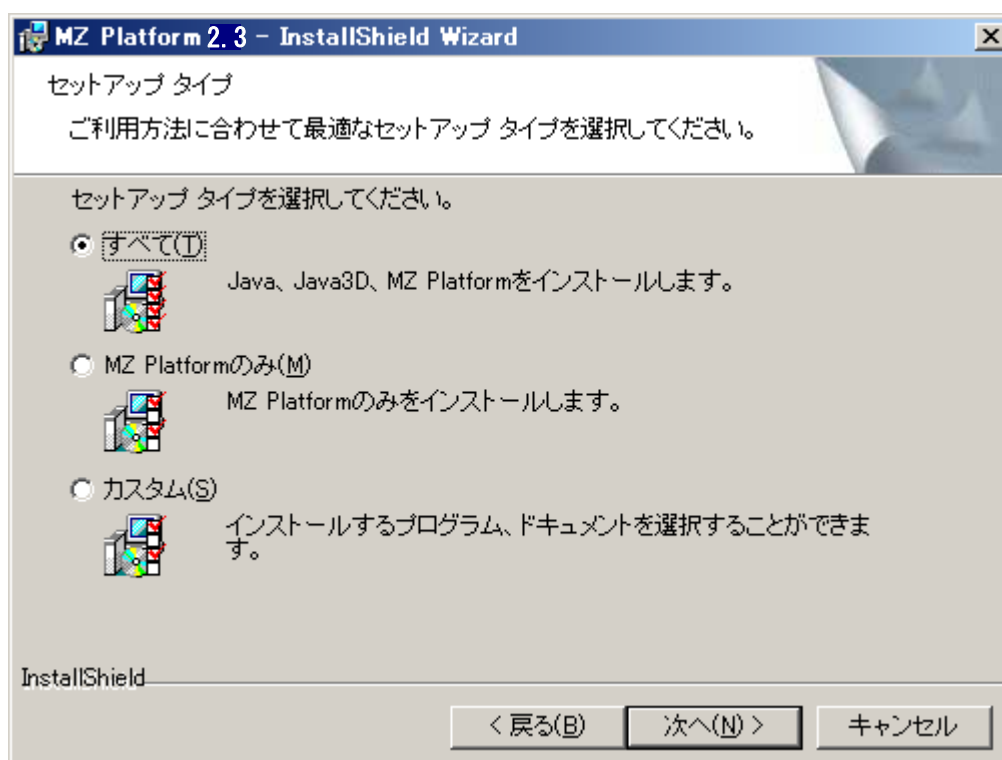 MZ Platform 2.3 - InstallShield Wizard
セットアップ タイプ
ご利用方法に合わせて最適なセットアップ タイプを選択してください。
セットアップ タイプを選択してください。
すべて(T)
Java、Java3D、MZ Platformをインストールします。
MZ Platformのみ(M)
MZ Platformのみをインストールします。
カスタム(S)
インストールするプログラム、ドキュメントを選択することができま
す。
InstallShield
< 戻る(B) 次へ(N) > キャンセル